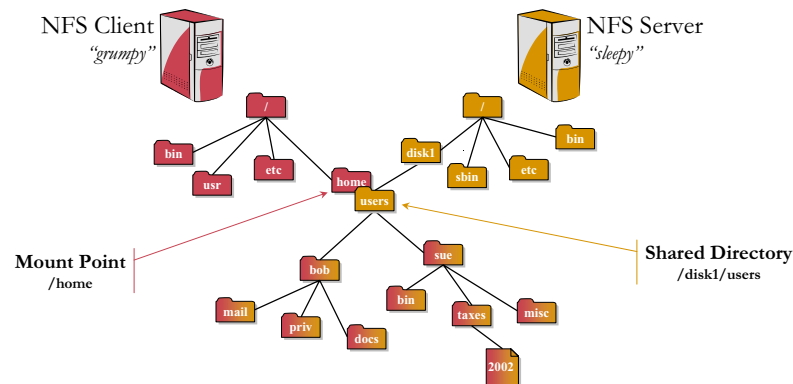 NFS Client
“grumpy”
NFS Server
“sleepy”
/
/
bin
usr
etc
home
disk1
sbin
etc
bin
users
Mount Point
/home
Shared Directory
/disk1/users
bob
sue
mail
priv
docs
bin
taxes
misc
2002